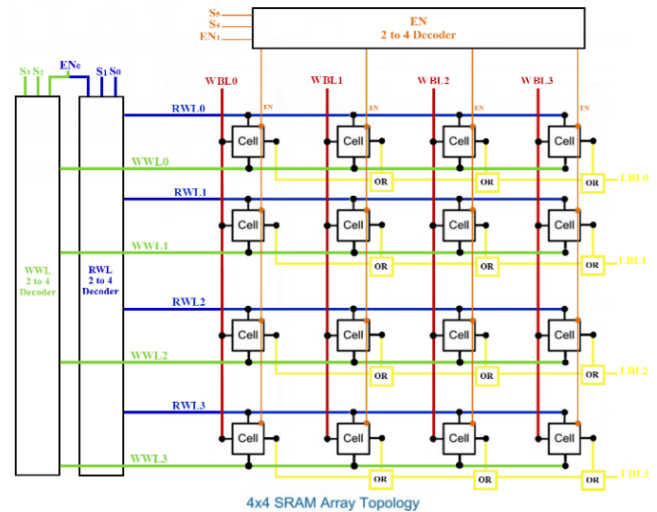 S5
S4
EN1
EN
2 to 4 Decoder
S3 S2 EN0 S1 S0
WBL0 WBL1 WBL2 WBL3
EN EN EN EN
RWL0
Cell Cell Cell Cell
WWL0
OR OR OR LBL0
RWL1
Cell Cell Cell Cell
WWL1
OR OR OR LBL1
WWL
2 to 4
Decoder
RWL
2 to 4
Decoder
RWL2
Cell Cell Cell Cell
WWL2
OR OR OR LBL2
RWL3
Cell Cell Cell Cell
WWL3
OR OR OR LBL3
4x4 SRAM Array Topology